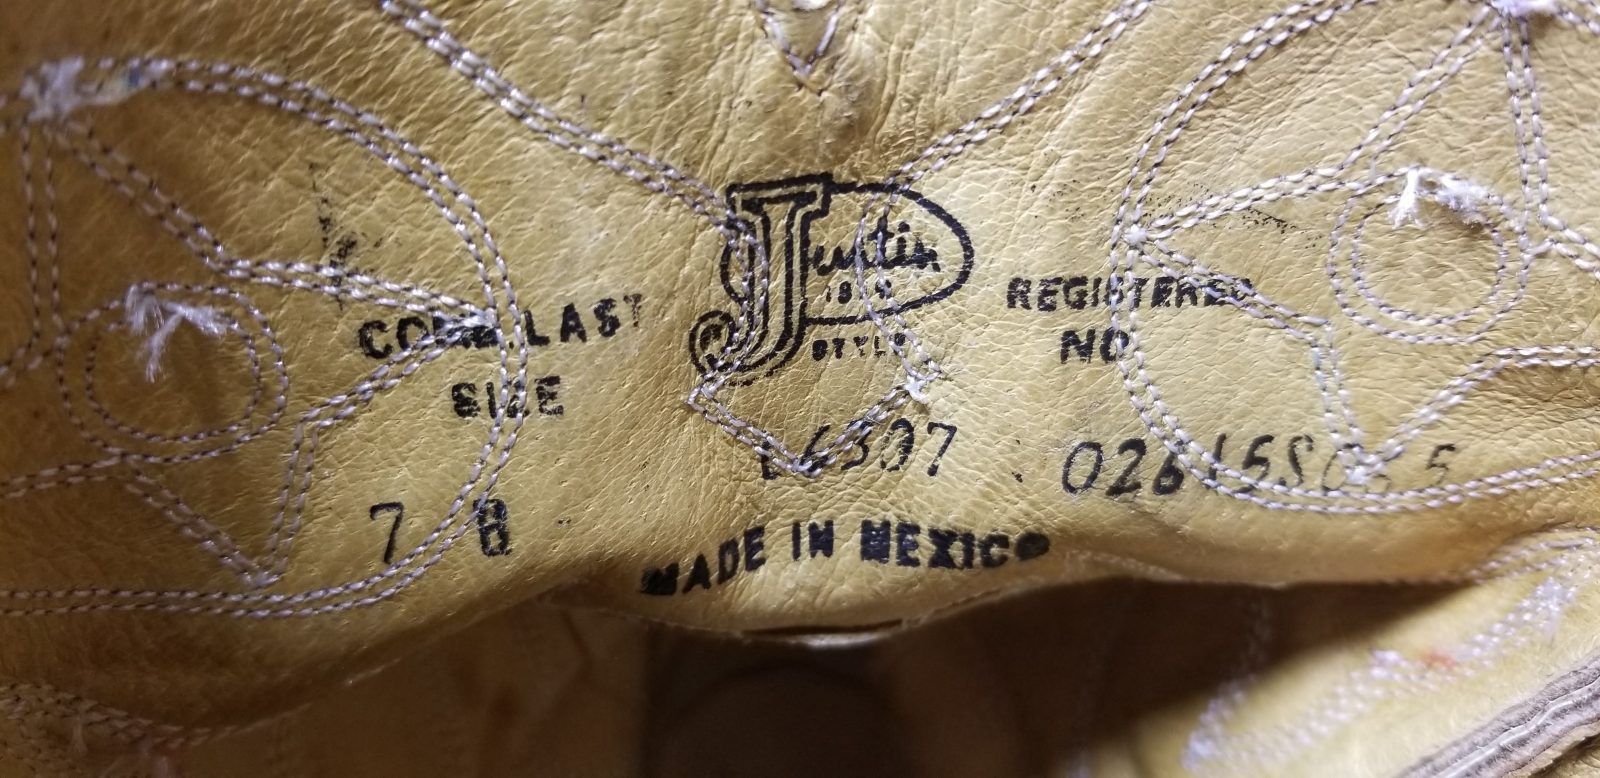 Justin
COMB.LAST
SIZE
STYLE
REGISTERED
NO
7 B
L6307
MADE IN MEXICO